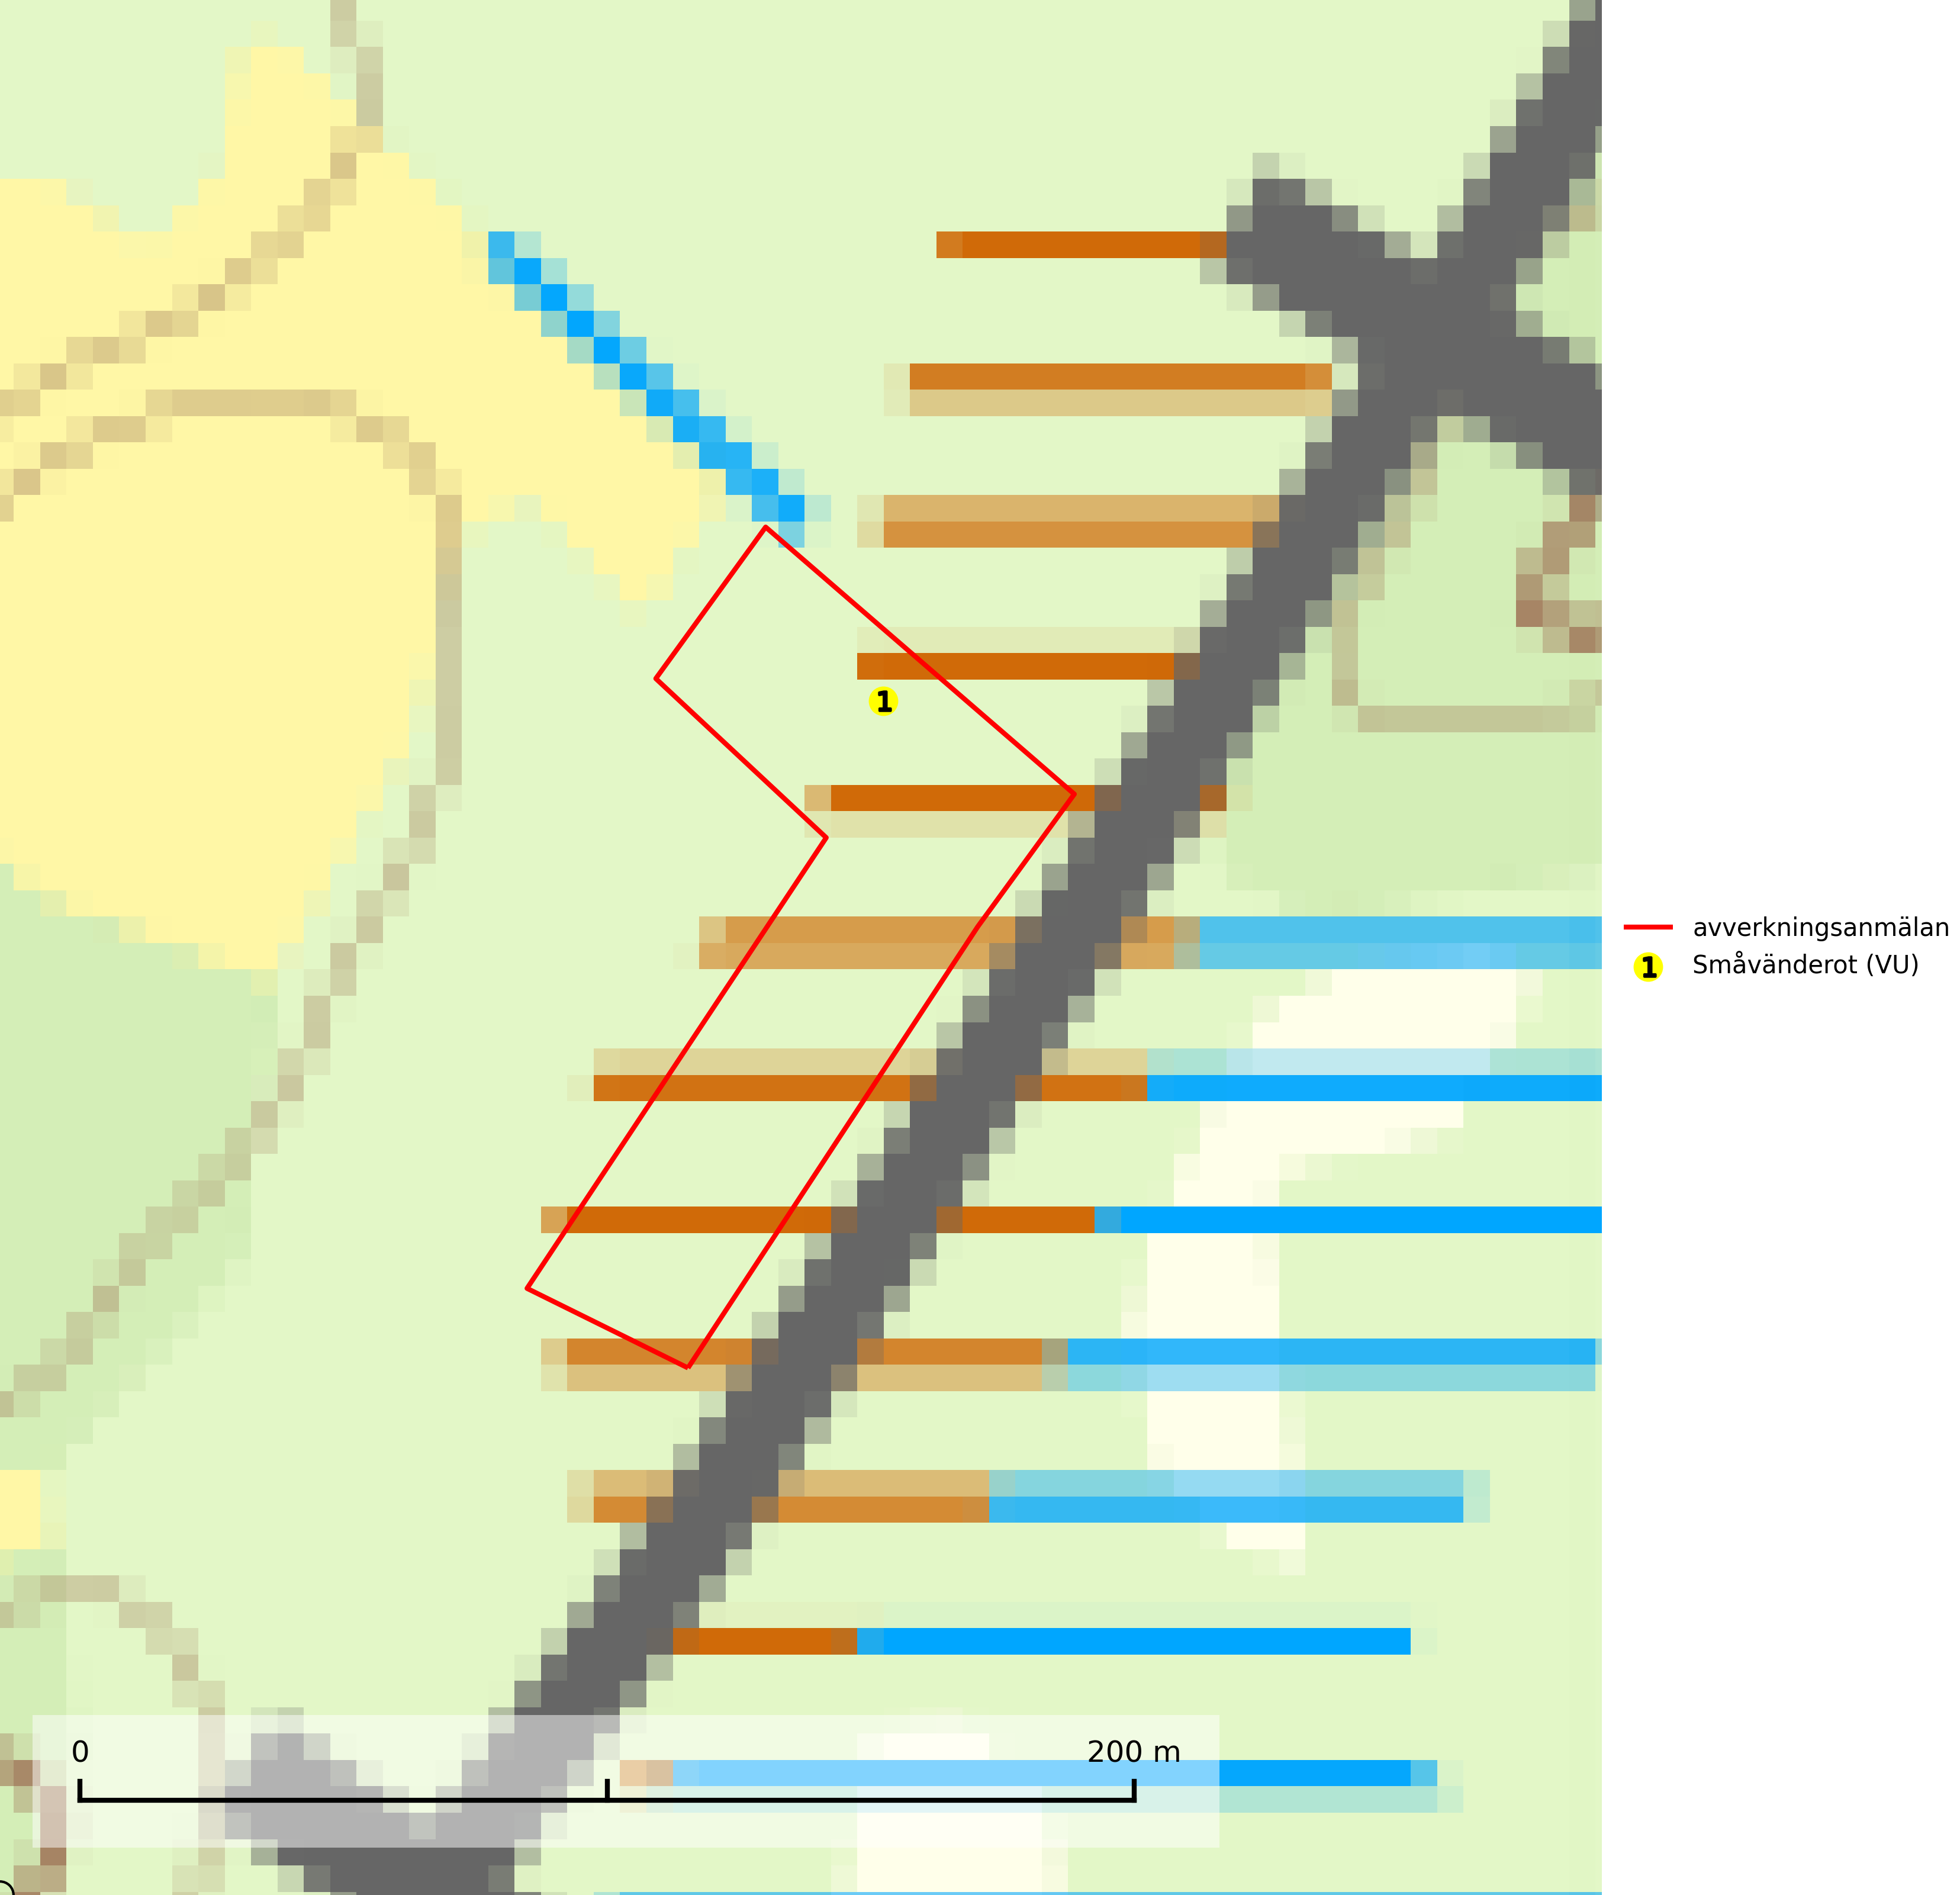 1
avverkningsanmälan
1 Småvänderot (VU)
0 200 m